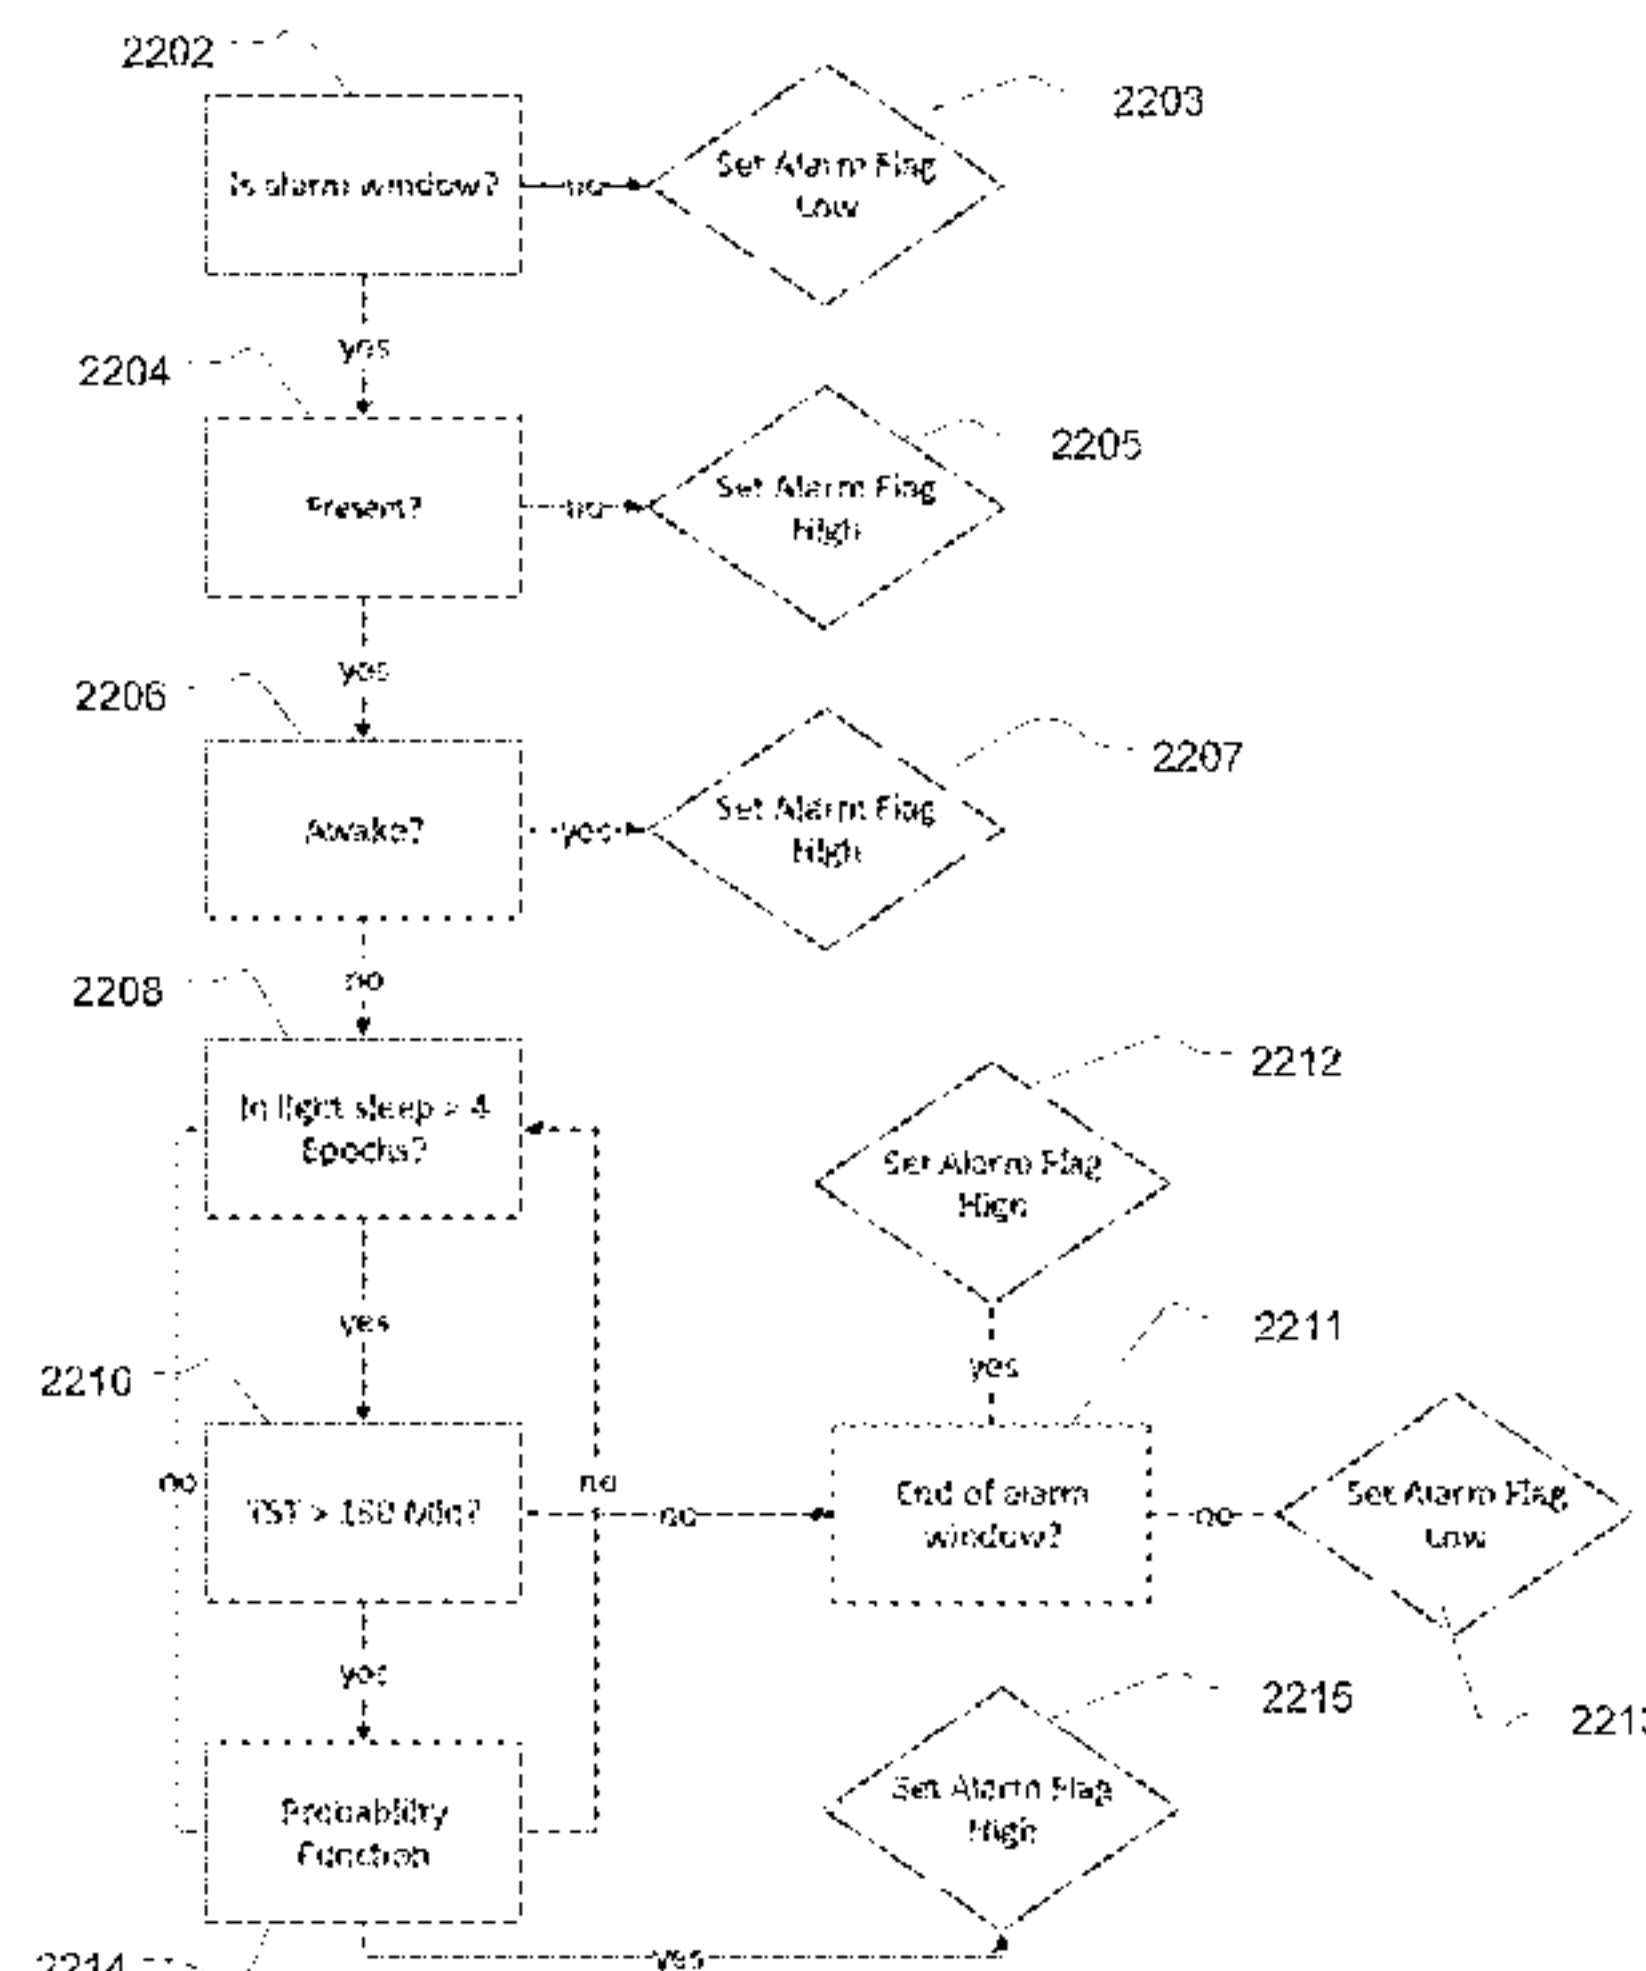 2202
2203
Is alarm window?
no
Set Alarm Flag
Low
yes
2204
2205
Present?
no
Set Alarm Flag
High
yes
2206
2207
Awake?
yes
Set Alarm Flag
High
no
2208
2212
In light sleep > 4
Epochs?
Set Alarm Flag
High
yes
yes
2211
2210
no
no
TST > Min?
no
End of alarm
window?
no
Set Alarm Flag
Low
yes
2215
Probability
Function
Set Alarm Flag
High
2214
yes